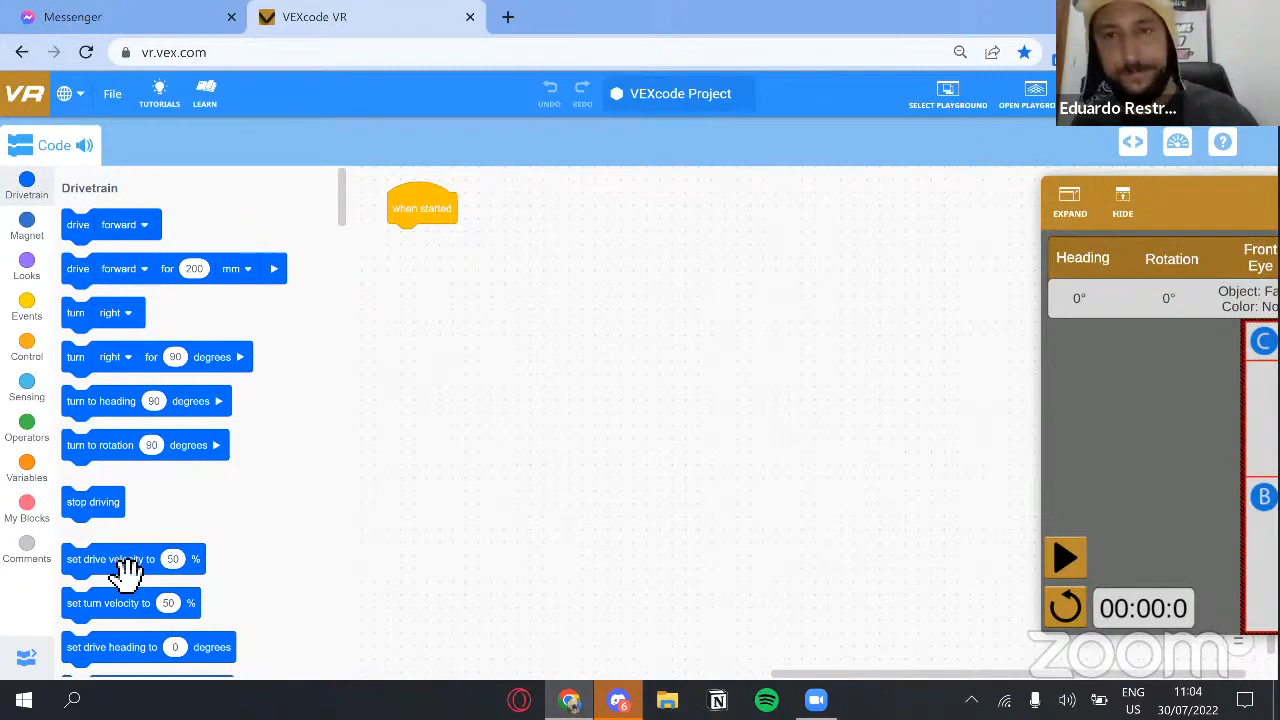 Messenger
VEXcode VR
vr.vex.com
VR
File
TUTORIALS
LEARN
UNDO
REDO
VEXcode Project
SELECT PLAYGROUND
OPEN PLAYGRO
Eduardo Restr...
Code
Drivetrain
Magnet
Looks
Events
Control
Sensing
Operators
Variables
My Blocks
Comments
Drivetrain
drive forward
drive forward for 200 mm
turn right
turn right for 90 degrees
turn to heading 90 degrees
turn to rotation 90 degrees
stop driving
set drive velocity to 50 %
set turn velocity to 50 %
set drive heading to 0 degrees
when started
EXPAND
HIDE
Heading
Rotation
Front
Eye
0°
0°
Object: Fa
Color: No
C
B
00:00:0
zoom
6
ENG
US
11:04
30/07/2022